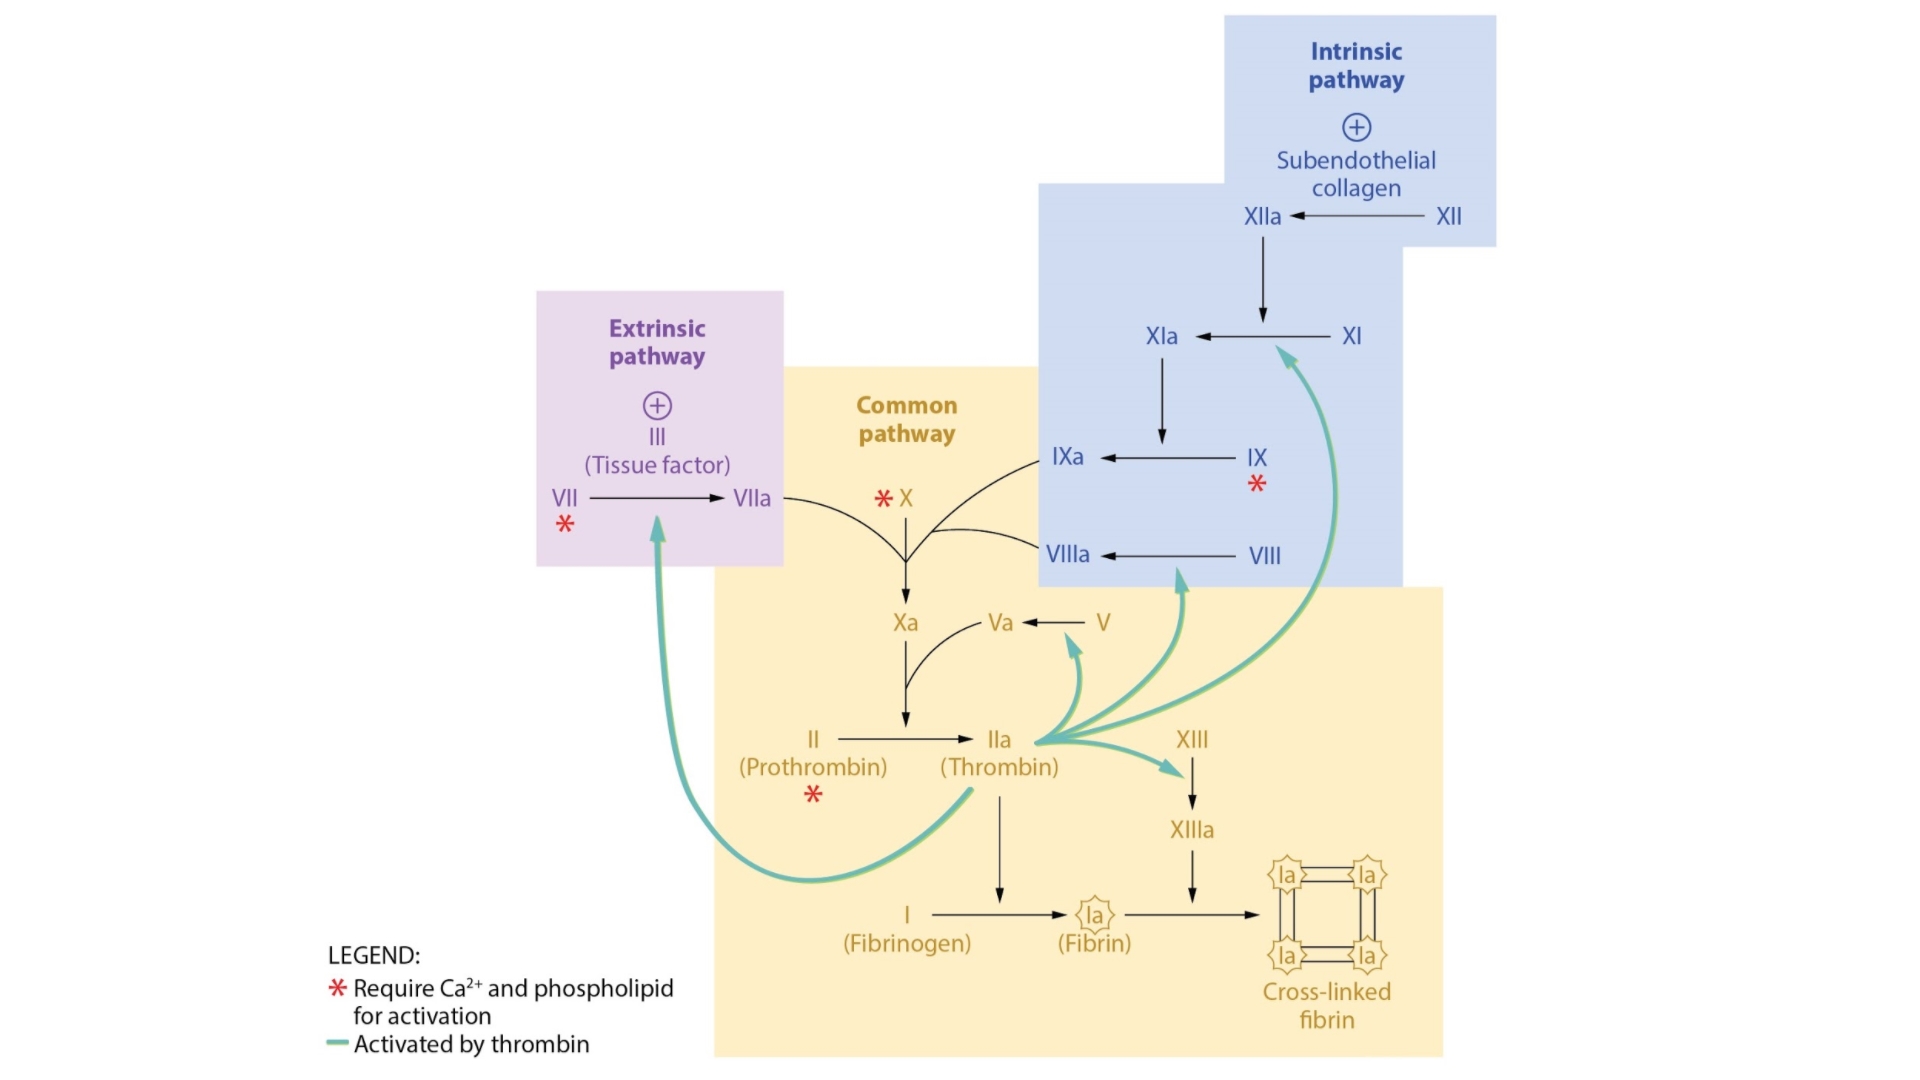 Intrinsic
pathway
+
Subendothelial
collagen
XIIa XII
XIa XI
Extrinsic
pathway
+
III
(Tissue factor)
VII VIIa
*
Common
pathway
* X
IXa IX
*
VIIIa VIII
Xa Va V
II IIa XIII
(Prothrombin) (Thrombin)
*
XIIIa
I Ia
(Fibrinogen) (Fibrin)
Ia Ia
Ia Ia
Cross-linked
fibrin
LEGEND:
* Require Ca²⁺ and phospholipid
for activation
Activated by thrombin